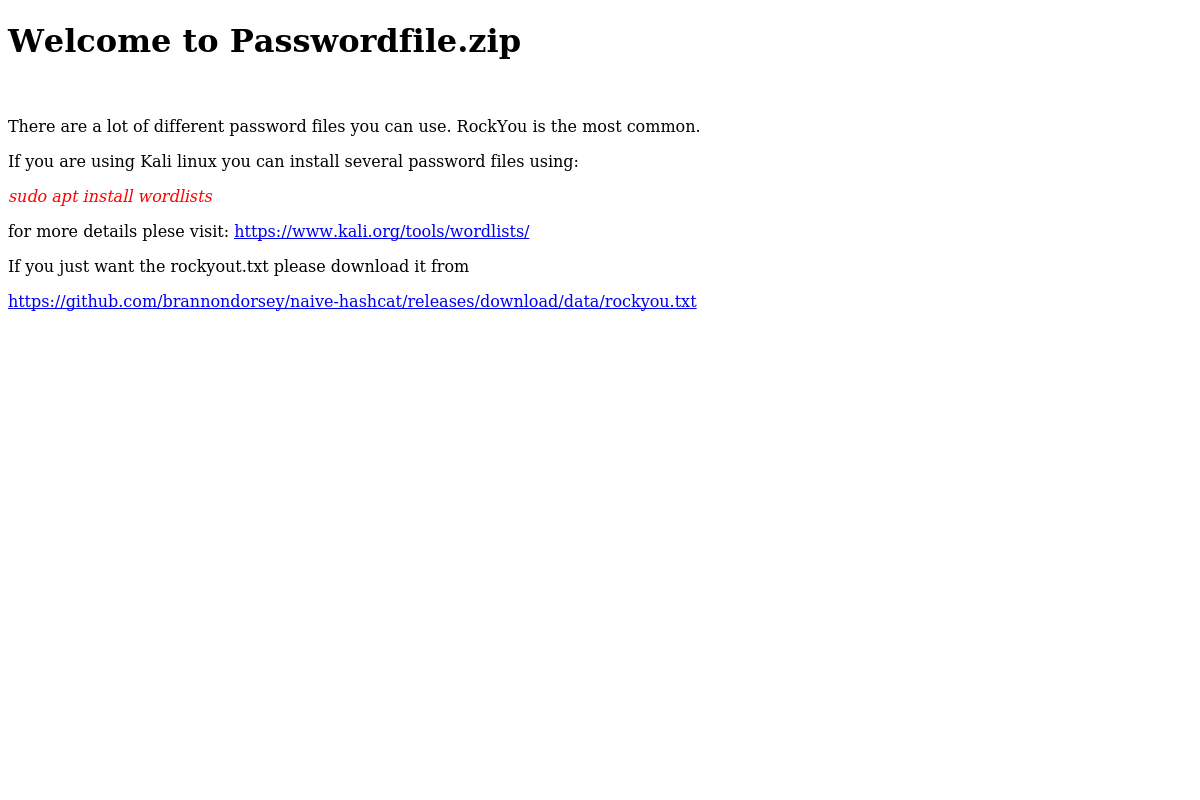 Welcome to Passwordfile.zip
There are a lot of different password files you can use. RockYou is the most common.
If you are using Kali linux you can install several password files using:
sudo apt install wordlists
for more details plese visit: https://www.kali.org/tools/wordlists/
If you just want the rockyout.txt please download it from
https://github.com/brannondorsey/naive-hashcat/releases/download/data/rockyou.txt